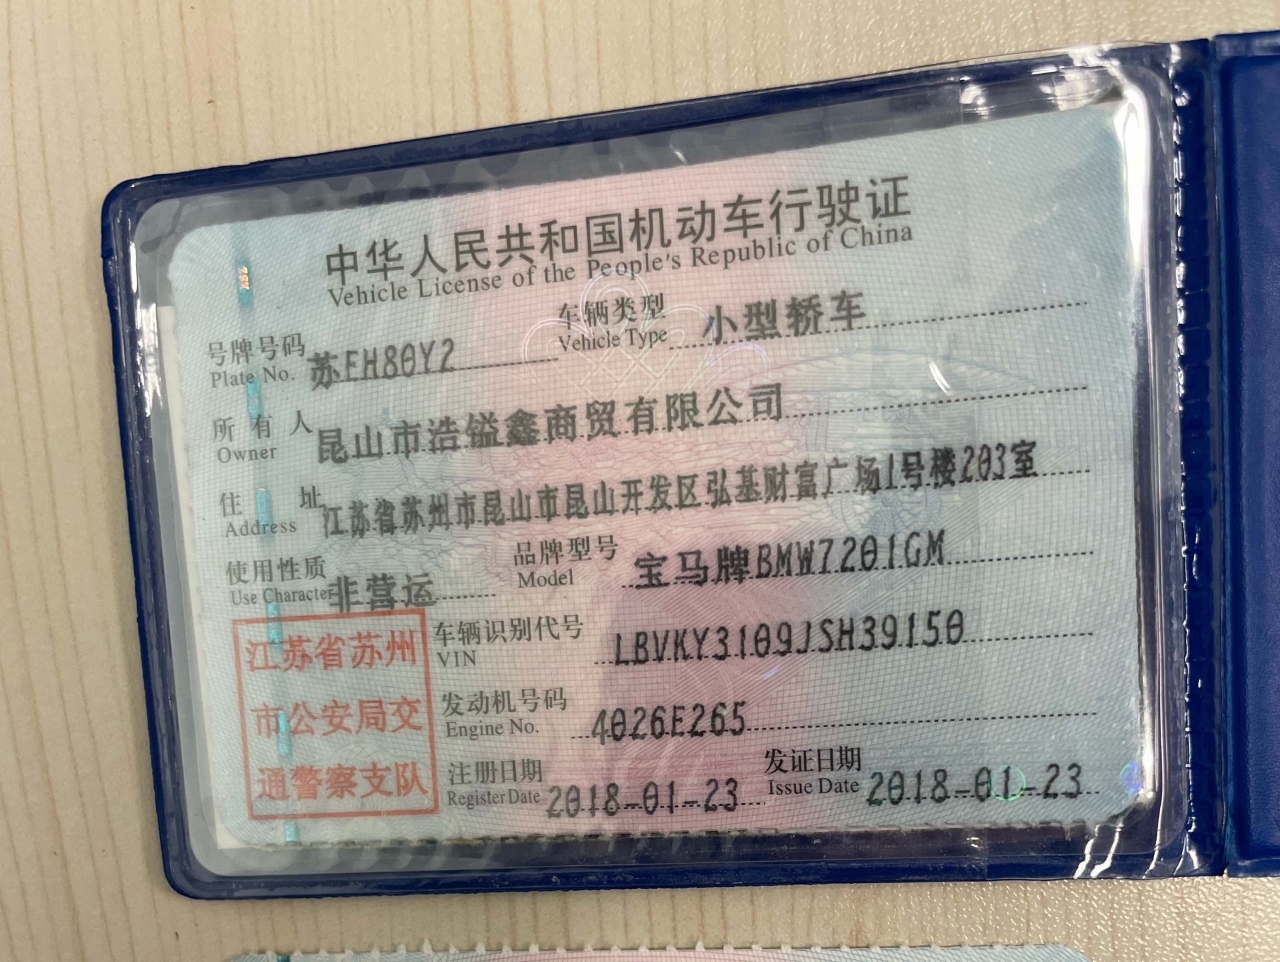 中华人民共和国机动车行驶证
Vehicle License of the People's Republic of China
号牌号码 苏EH80Y2 车辆类型 小型轿车
Plate No. Vehicle Type
所有人 昆山市浩镒鑫商贸有限公司
Owner
住址 江苏省苏州市昆山市昆山开发区弘基财富广场1号楼203室
Address
使用性质 非营运 品牌型号 宝马牌BMW7201GM
Use Character Model
江苏省苏州
市公安局交
通警察支队
车辆识别代号 LBVKY3109JSH39150
VIN
发动机号码 4026E265
Engine No.
注册日期 2018-01-23 发证日期 2018-01-23
Register Date Issue Date